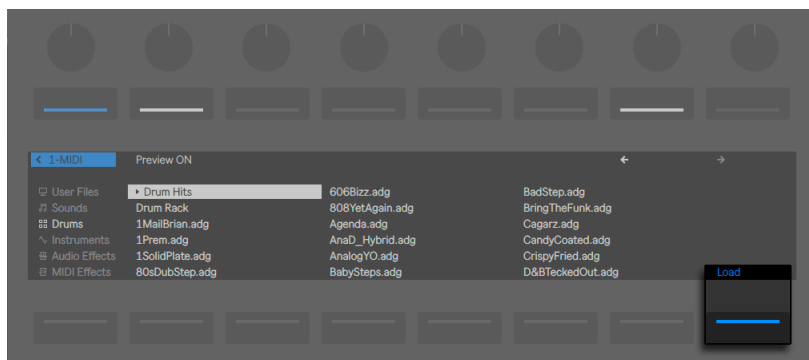 < 1-MIDI
Preview ON
← →
User Files
Sounds
Drums
Instruments
Audio Effects
MIDI Effects
▸ Drum Hits
Drum Rack
1MailBrian.adg
1Prem.adg
1SolidPlate.adg
80sDubStep.adg
606Bizz.adg
808YetAgain.adg
Agenda.adg
AnaD_Hybrid.adg
AnalogYO.adg
BabySteps.adg
BadStep.adg
BringTheFunk.adg
Cagarz.adg
CandyCoated.adg
CrispyFried.adg
D&BTeckedOut.adg
Load